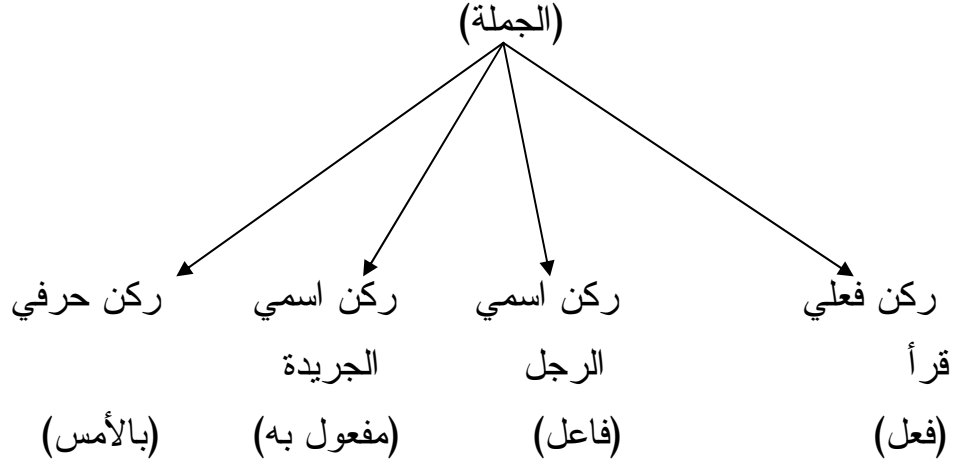 (الجملة)
ركن فعلي ركن اسمي ركن اسمي ركن حرفي
قرأ الرجل الجريدة
(فعل) (فاعل) (مفعول به) (بالأمس)